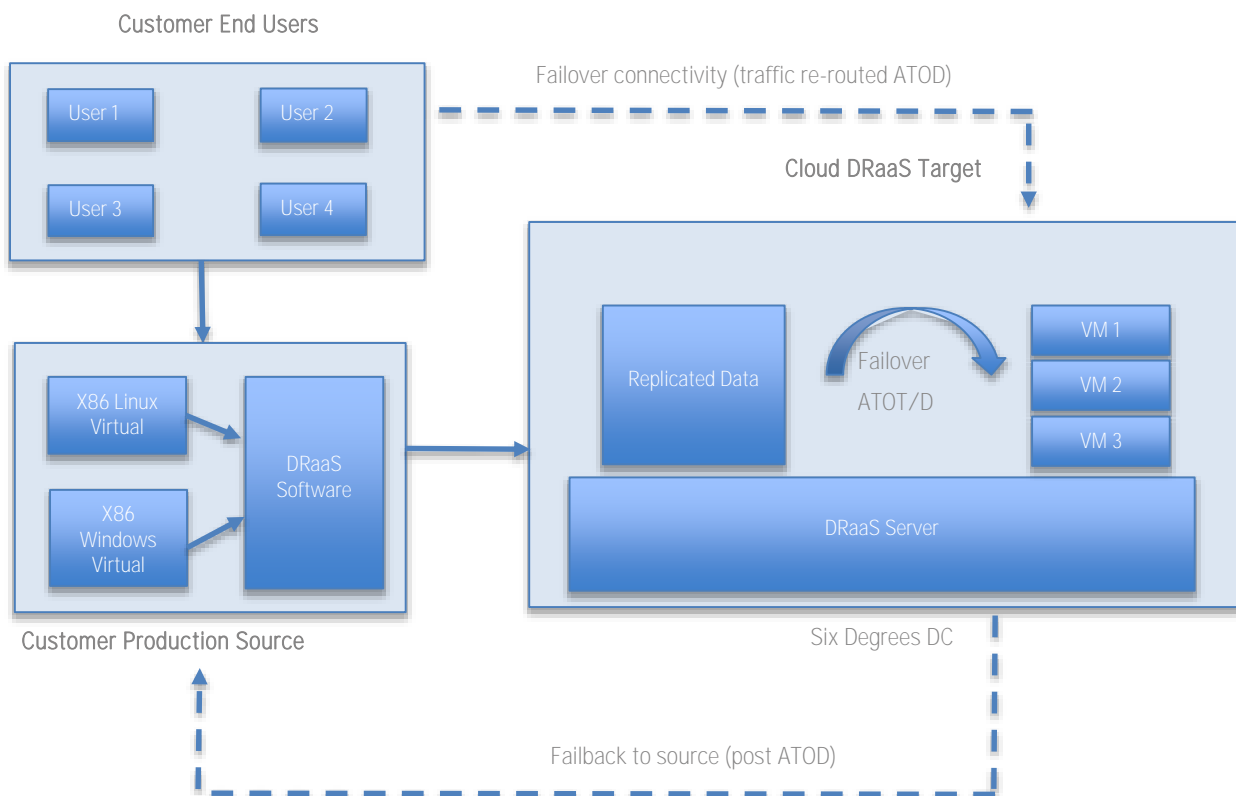 Customer End Users
Failover connectivity (traffic re-routed ATOD)
User 1
User 2
User 3
User 4
Cloud DRaaS Target
X86 Linux
Virtual
X86
Windows
Virtual
DRaaS
Software
Replicated Data
Failover
ATOT/D
VM 1
VM 2
VM 3
DRaaS Server
Customer Production Source
Six Degrees DC
Failback to source (post ATOD)